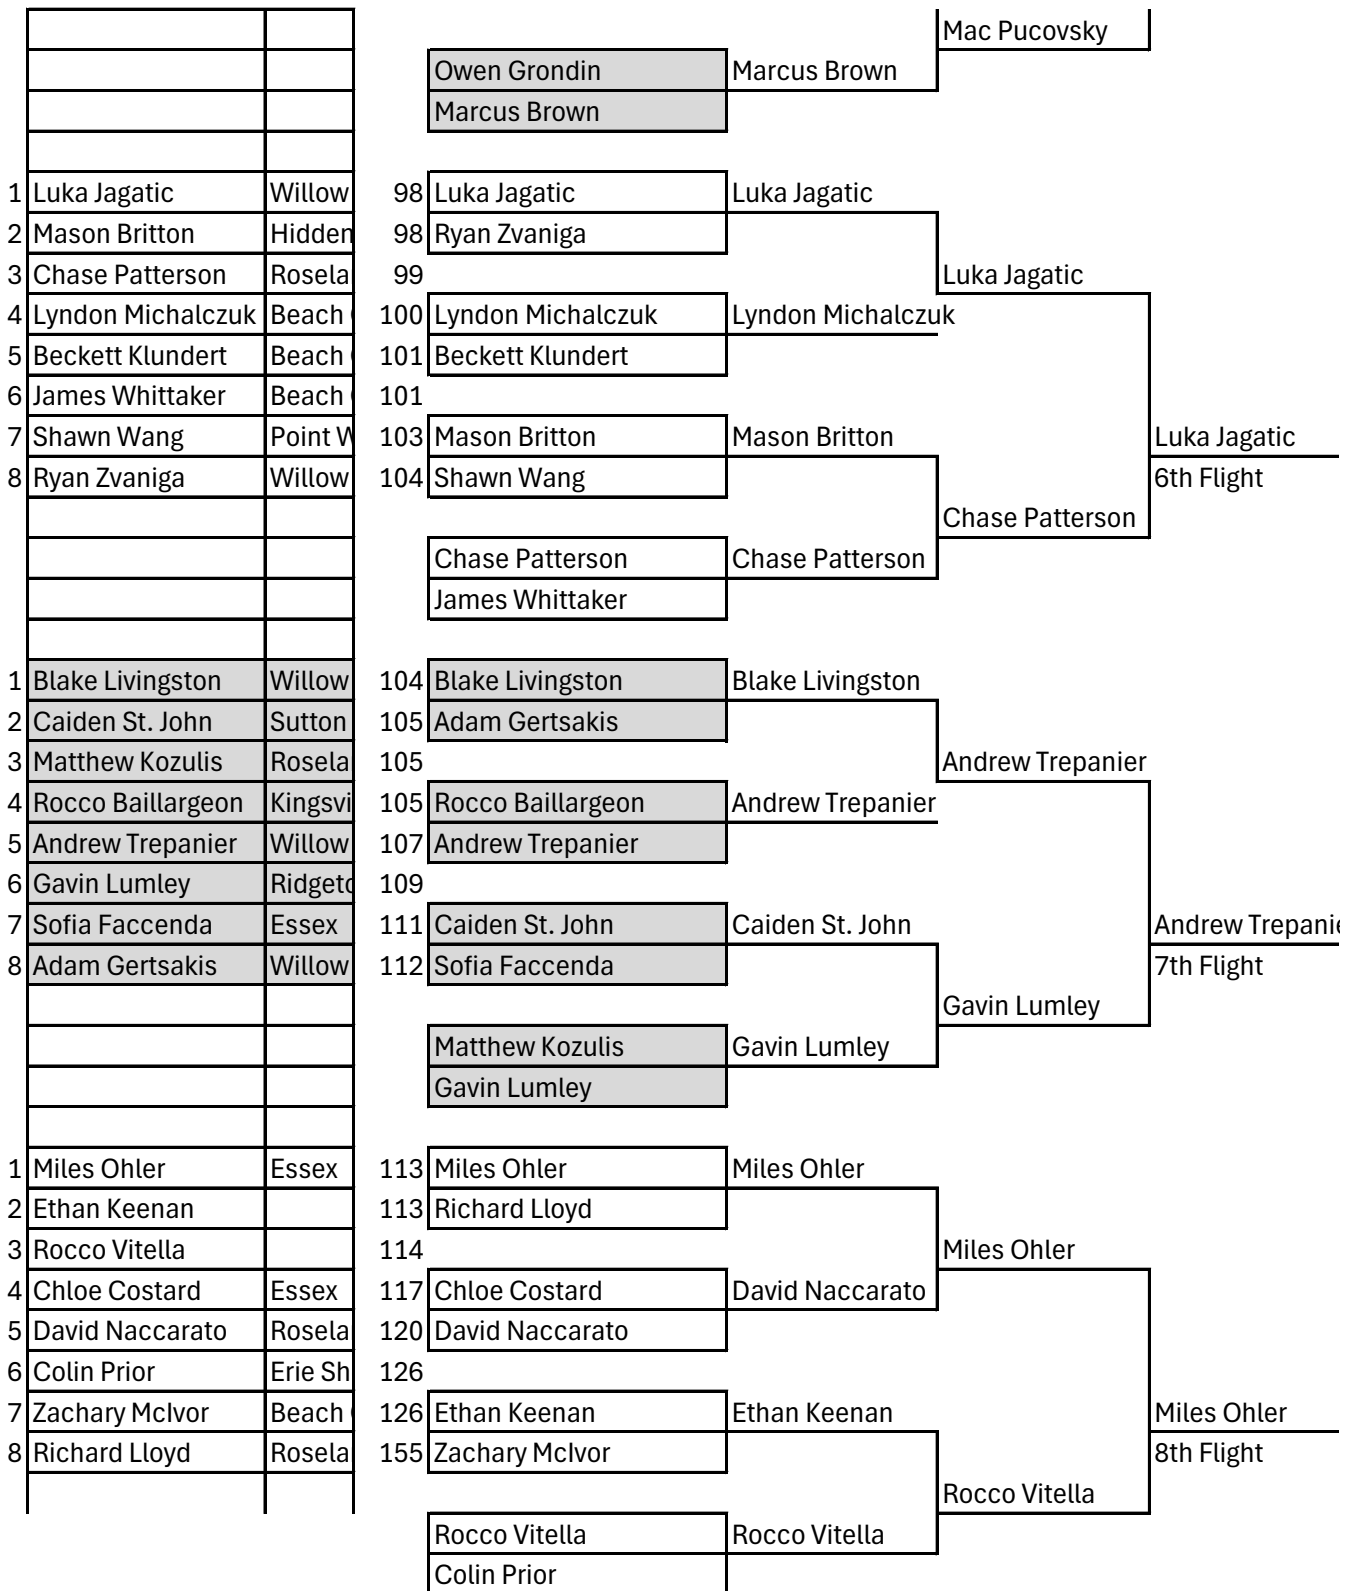 Mac Pucovsky
Owen Grondin Marcus Brown
Marcus Brown
1 Luka Jagatic Willow 98 Luka Jagatic Luka Jagatic
2 Mason Britton Hidden 98 Ryan Zvaniga
3 Chase Patterson Rosela 99 Luka Jagatic
4 Lyndon Michalczuk Beach 100 Lyndon Michalczuk Lyndon Michalczuk
5 Beckett Klundert Beach 101 Beckett Klundert
6 James Whittaker Beach 101
7 Shawn Wang Point W 103 Mason Britton Mason Britton Luka Jagatic
8 Ryan Zvaniga Willow 104 Shawn Wang 6th Flight
Chase Patterson
Chase Patterson Chase Patterson
James Whittaker
1 Blake Livingston Willow 104 Blake Livingston Blake Livingston
2 Caiden St. John Sutton 105 Adam Gertsakis
3 Matthew Kozulis Rosela 105 Andrew Trepanier
4 Rocco Baillargeon Kingsvi 105 Rocco Baillargeon Andrew Trepanier
5 Andrew Trepanier Willow 107 Andrew Trepanier
6 Gavin Lumley Ridgeto 109
7 Sofia Faccenda Essex 111 Caiden St. John Caiden St. John Andrew Trepanie
8 Adam Gertsakis Willow 112 Sofia Faccenda 7th Flight
Gavin Lumley
Matthew Kozulis Gavin Lumley
Gavin Lumley
1 Miles Ohler Essex 113 Miles Ohler Miles Ohler
2 Ethan Keenan 113 Richard Lloyd
3 Rocco Vitella 114 Miles Ohler
4 Chloe Costard Essex 117 Chloe Costard David Naccarato
5 David Naccarato Rosela 120 David Naccarato
6 Colin Prior Erie Sh 126
7 Zachary McIvor Beach 126 Ethan Keenan Ethan Keenan Miles Ohler
8 Richard Lloyd Rosela 155 Zachary McIvor 8th Flight
Rocco Vitella
Rocco Vitella Rocco Vitella
Colin Prior